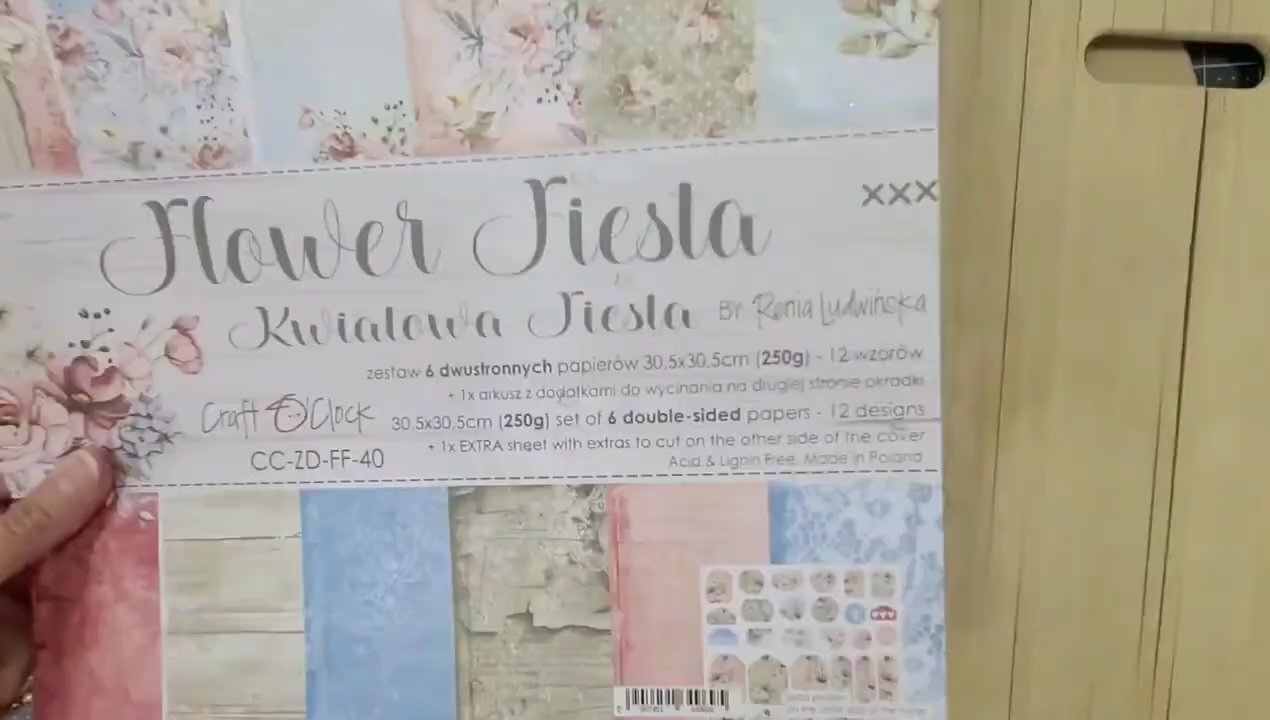 xxx
Flower Fiesta
Kwiatowa Fiesta BY Renia Ludwińska
zestaw 6 dwustronnych papierów 30.5x30.5cm (250g) - 12 wzorów
+ 1x arkusz z dodatkami do wycinania na drugiej stronie okładki
Craft O'Clock 30.5x30.5cm (250g) set of 6 double-sided papers - 12 designs
+ 1x EXTRA sheet with extras to cut on the other side of the cover
CC-ZD-FF-40 Acid & Lignin Free. Made in Poland